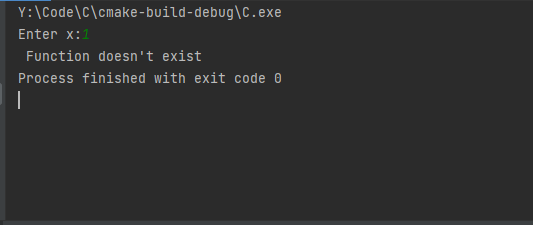 Y:\Code\C\cmake-build-debug\C.exe
Enter x:1
Function doesn't exist
Process finished with exit code 0